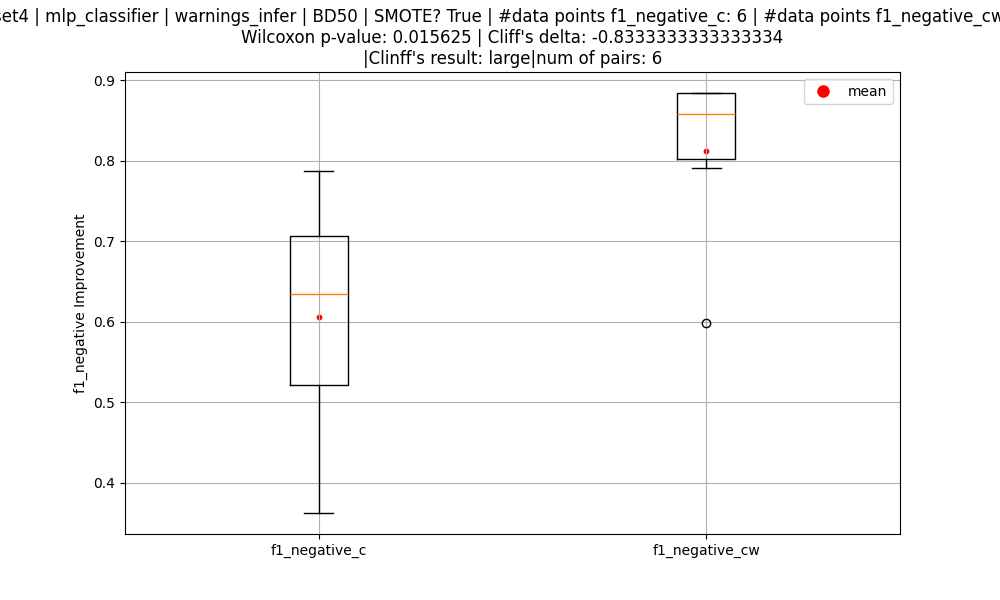 set4 | mlp_classifier | warnings_infer | BD50 | SMOTE? True | #data points f1_negative_c: 6 | #data points f1_negative_cw
Wilcoxon p-value: 0.015625 | Cliff's delta: -0.8333333333333334
|Clinff's result: large|num of pairs: 6
mean
0.9
0.8
0.7
0.6
0.5
0.4
f1_negative Improvement
f1_negative_c
f1_negative_cw